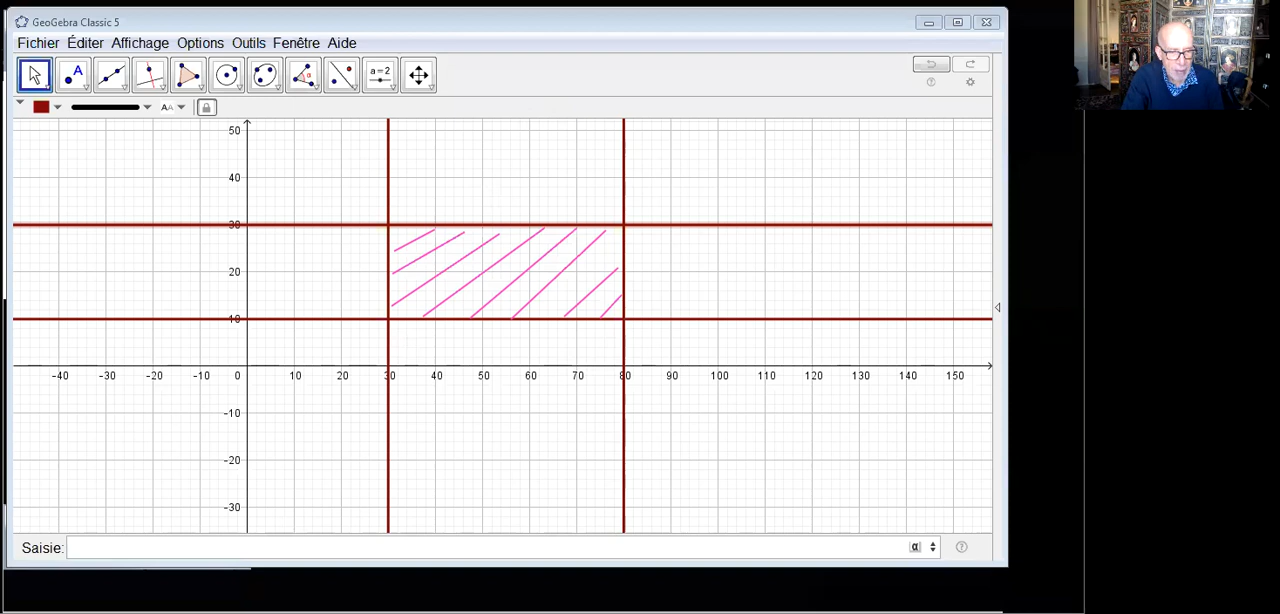 GeoGebra Classic 5
Fichier Éditer Affichage Options Outils Fenêtre Aide
A
α
a = 2
AA
50
40
30
20
10
-40 -30 -20 -10 0 10 20 30 40 50 60 70 80 90 100 110 120 130 140 150
-10
-20
-30
Saisie: α